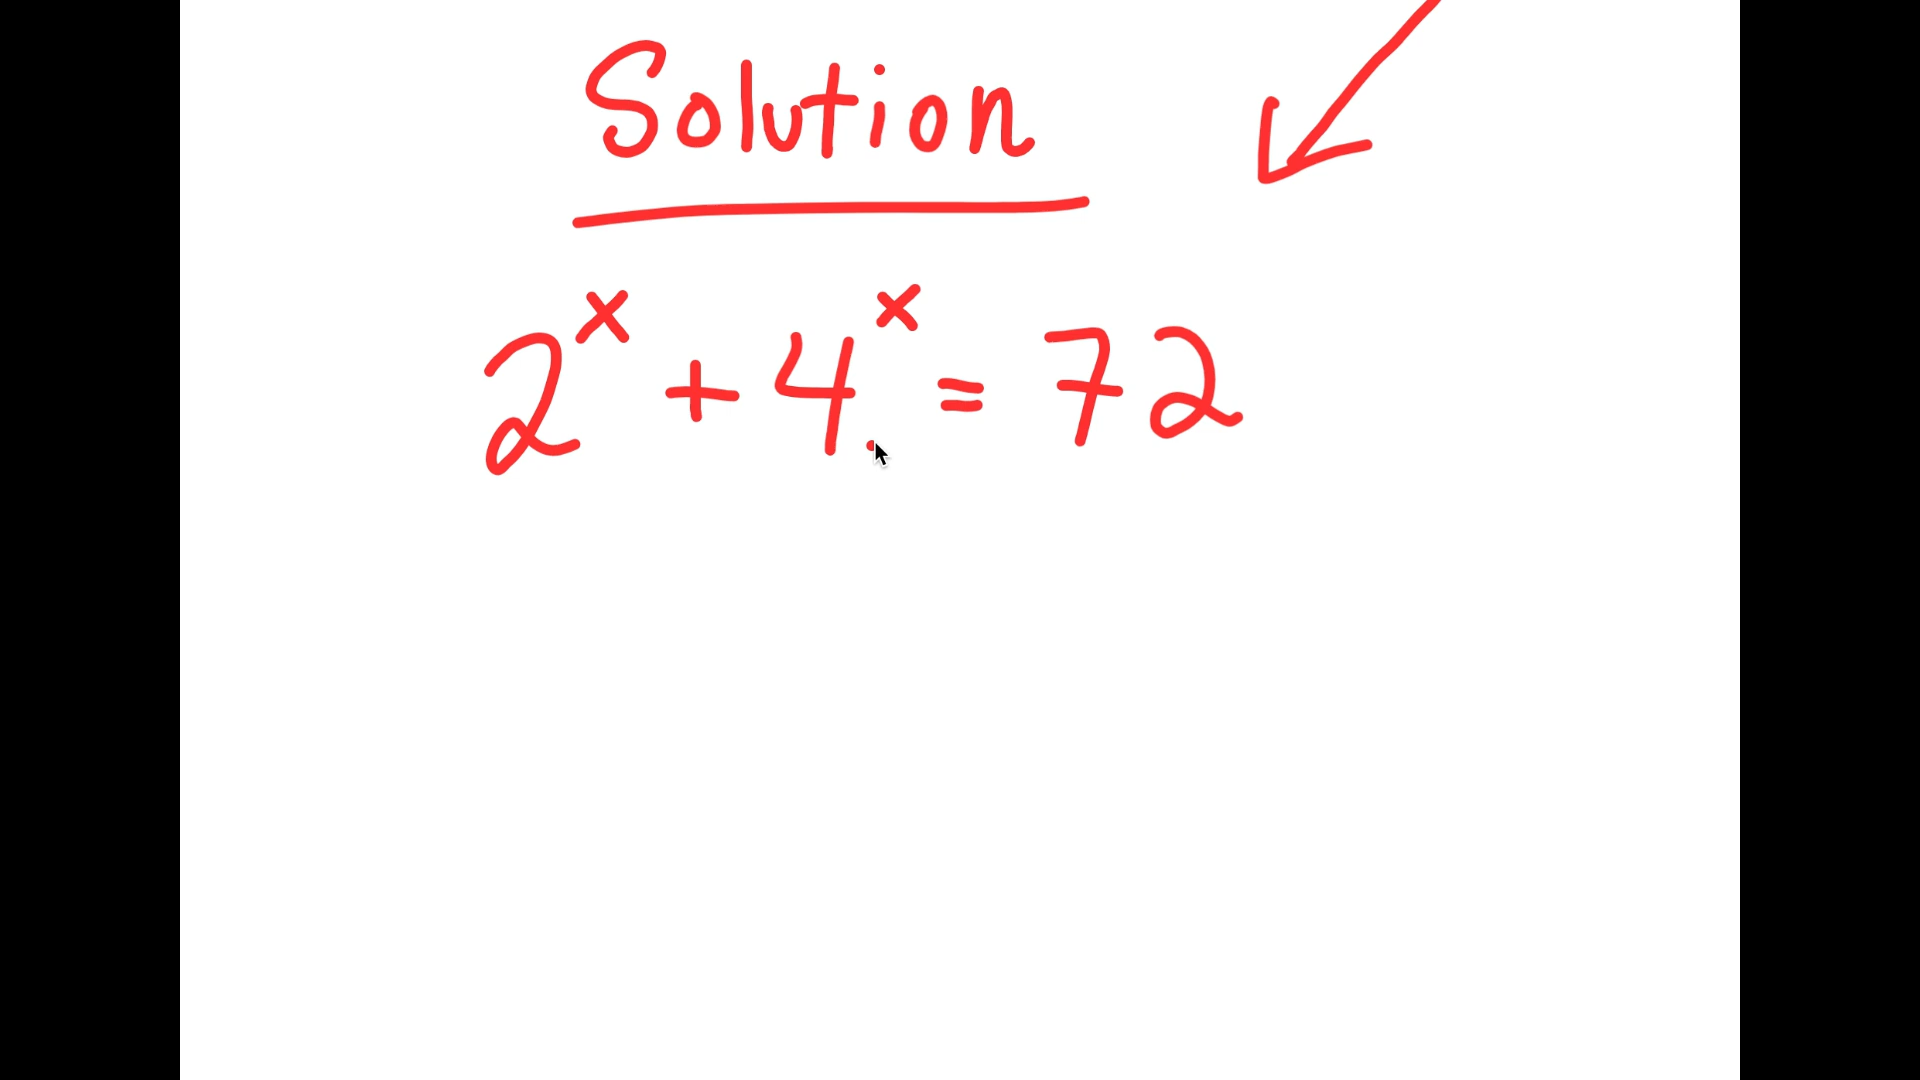 Solution
2^x + 4^x = 72